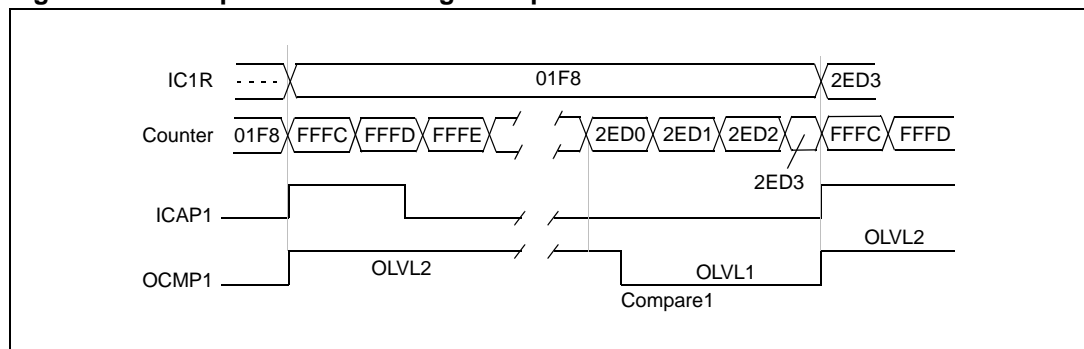 IC1R 01F8 2ED3
Counter 01F8 FFFC FFFD FFFE 2ED0 2ED1 2ED2 FFFC FFFD
2ED3
ICAP1
OLVL2
OCMP1 OLVL2 OLVL1
Compare1